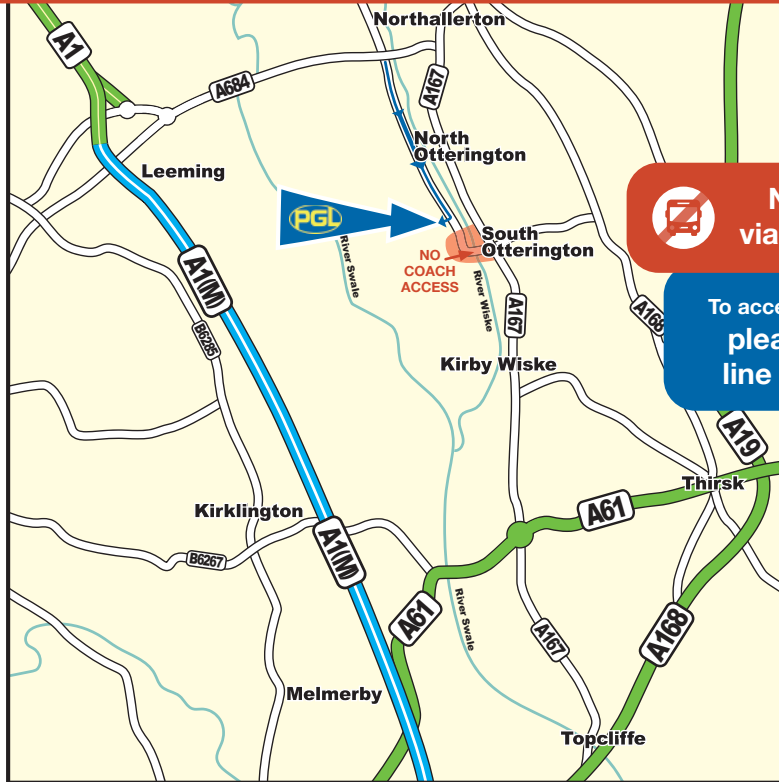 Northallerton
A1
A684
A167
North
Otterington
Leeming
PGL
South
Otterington
NO
COACH
ACCESS
River Swale
River Wiske
A1(M)
A167
A168
B6285
Kirby Wiske
via
To acce
plea
line
A19
Thirsk
Kirklington
A61
A1(M)
B6267
A61
River Swale
A167
A168
Melmerby
Topcliffe